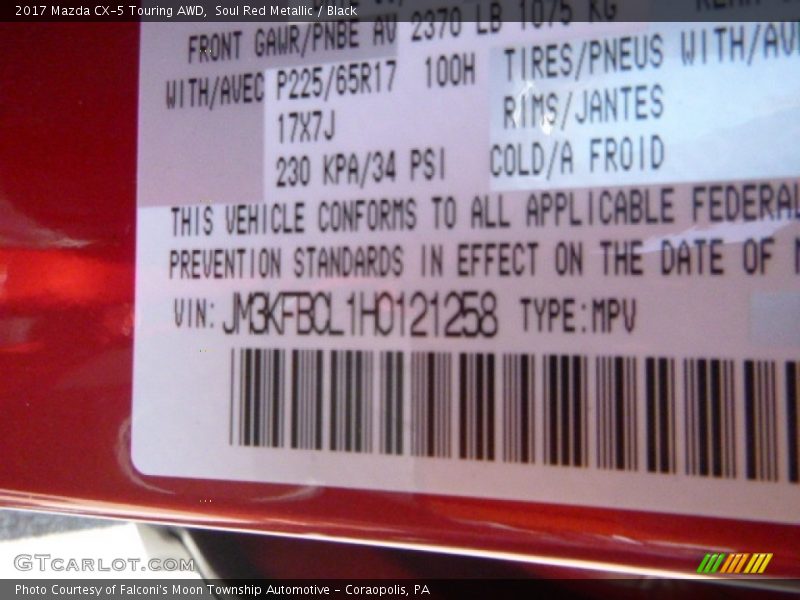 2017 Mazda CX-5 Touring AWD, Soul Red Metallic / Black
FRONT GAWR/PNBE AV 2370 LB 1075 KG
WITH/AVEC P225/65R17 100H TIRES/PNEUS WITH/AV
17X7J RIMS/JANTES
230 KPA/34 PSI COLD/A FROID
THIS VEHICLE CONFORMS TO ALL APPLICABLE FEDERAL
PREVENTION STANDARDS IN EFFECT ON THE DATE OF
VIN: JM3KFBCL1H0121258 TYPE:MPV
GTCARLOT.COM
Photo Courtesy of Falconi's Moon Township Automotive - Coraopolis, PA